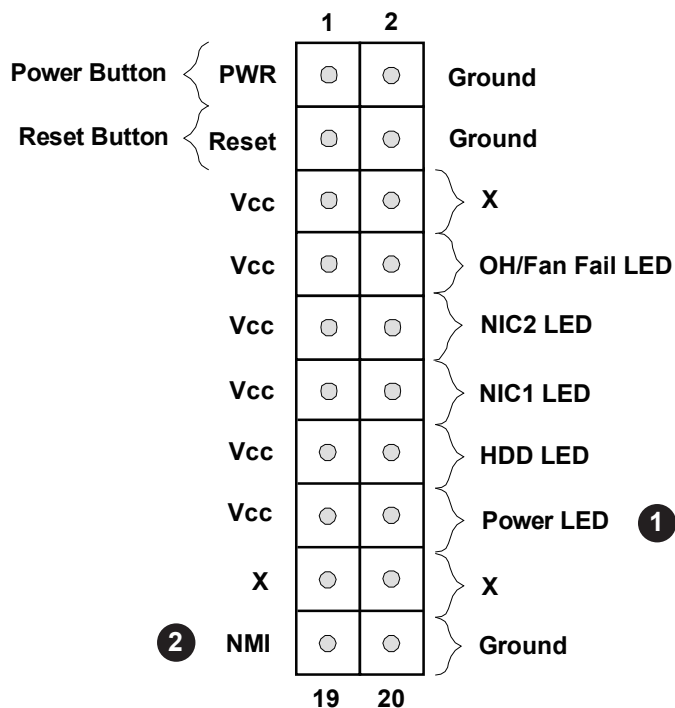 1 2
Power Button PWR Ground
Reset Button Reset Ground
Vcc X
Vcc OH/Fan Fail LED
Vcc NIC2 LED
Vcc NIC1 LED
Vcc HDD LED
Vcc Power LED 1
X X
2 NMI Ground
19 20